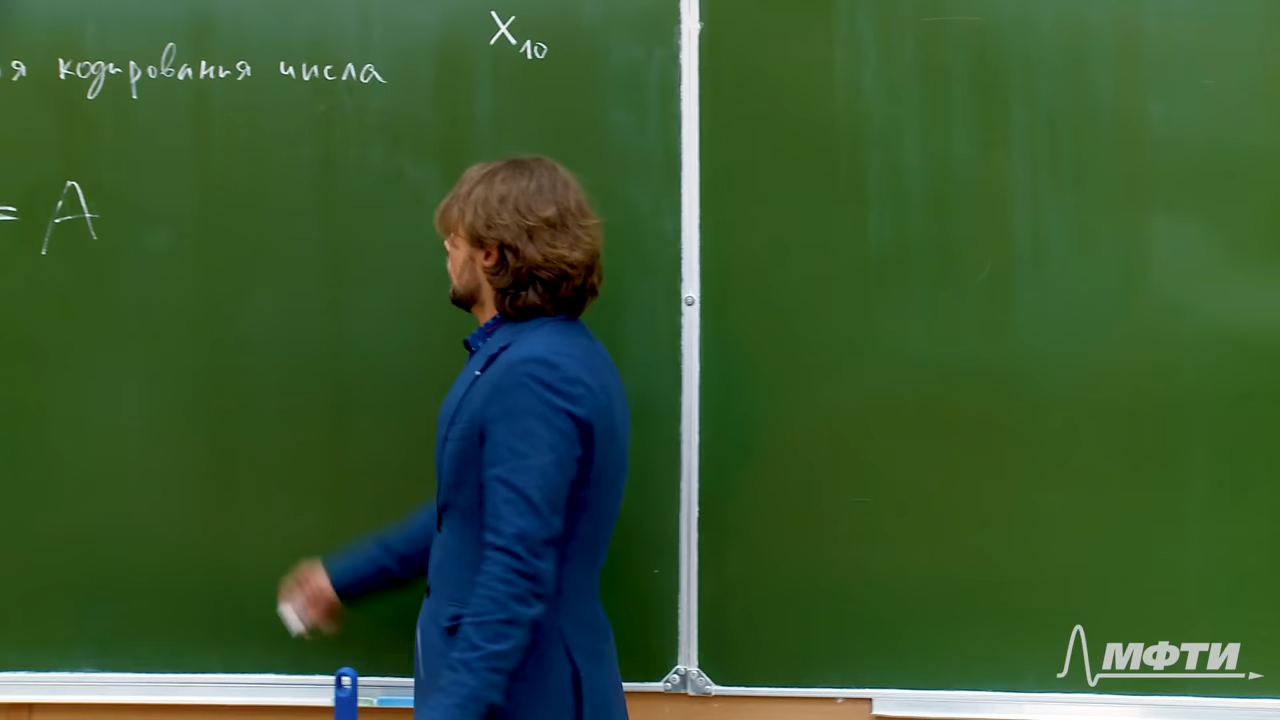 я кодирования числа X₁₀
= A
МФТИ